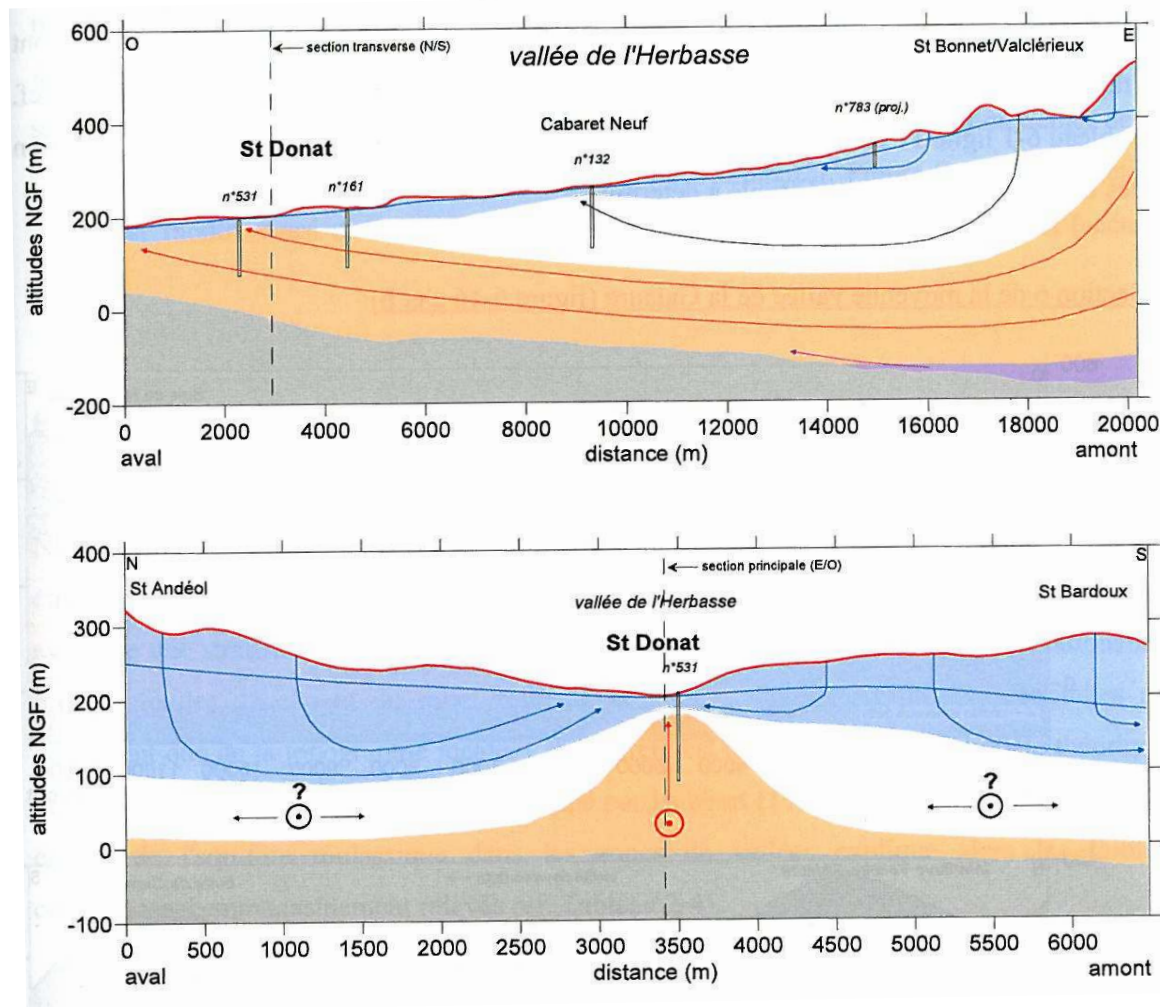 600
400
200
0
-200
altitudes NGF (m)
O
section transverse (N/S)
vallée de l'Herbasse
St Bonnet/Valclérieux
E
n°783 (proj.)
Cabaret Neuf
n°132
St Donat
n°531
n°161
0 2000 4000 6000 8000 10000 12000 14000 16000 18000 20000
aval
distance (m)
amont
400
300
200
100
0
-100
altitudes NGF (m)
N
S
St Andéol
section principale (E/O)
vallée de l'Herbasse
St Bardoux
St Donat
n°531
?
?
0 500 1000 1500 2000 2500 3000 3500 4000 4500 5000 5500 6000
aval
distance (m)
amont